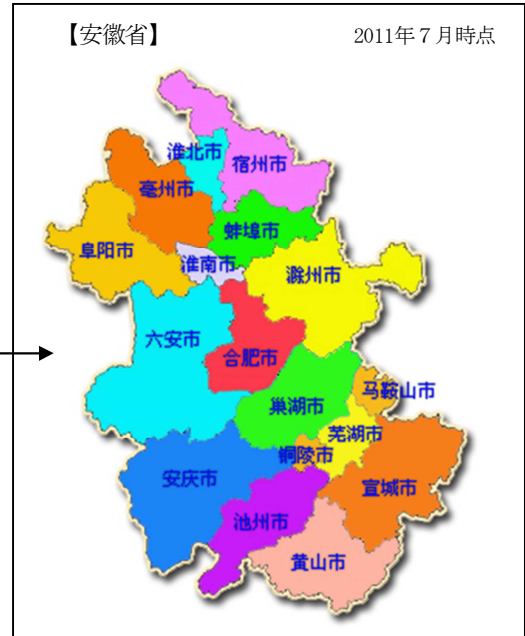 【安徽省】 2011年７月時点
淮北市
宿州市
亳州市
蚌埠市
阜阳市
淮南市
滁州市
六安市
合肥市
马鞍山市
巢湖市
芜湖市
铜陵市
安庆市
宣城市
池州市
黄山市